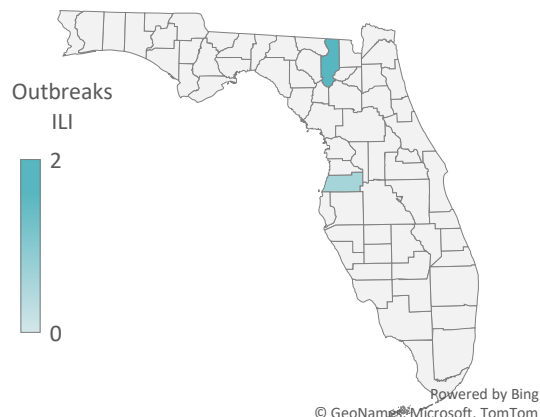 Outbreaks
ILI
2
0
Powered by Bing
© GeoNames, Microsoft, TomTom